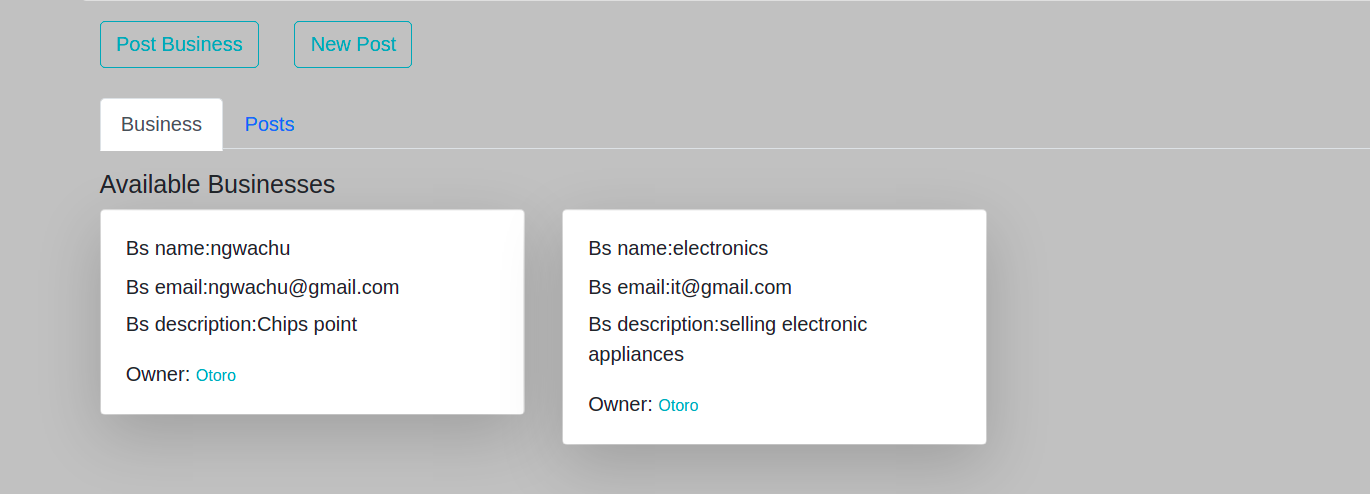 Post Business
New Post
Business
Posts
Available Businesses
Bs name:ngwachu
Bs email:ngwachu@gmail.com
Bs description:Chips point
Owner: Otoro
Bs name:electronics
Bs email:it@gmail.com
Bs description:selling electronic
appliances
Owner: Otoro